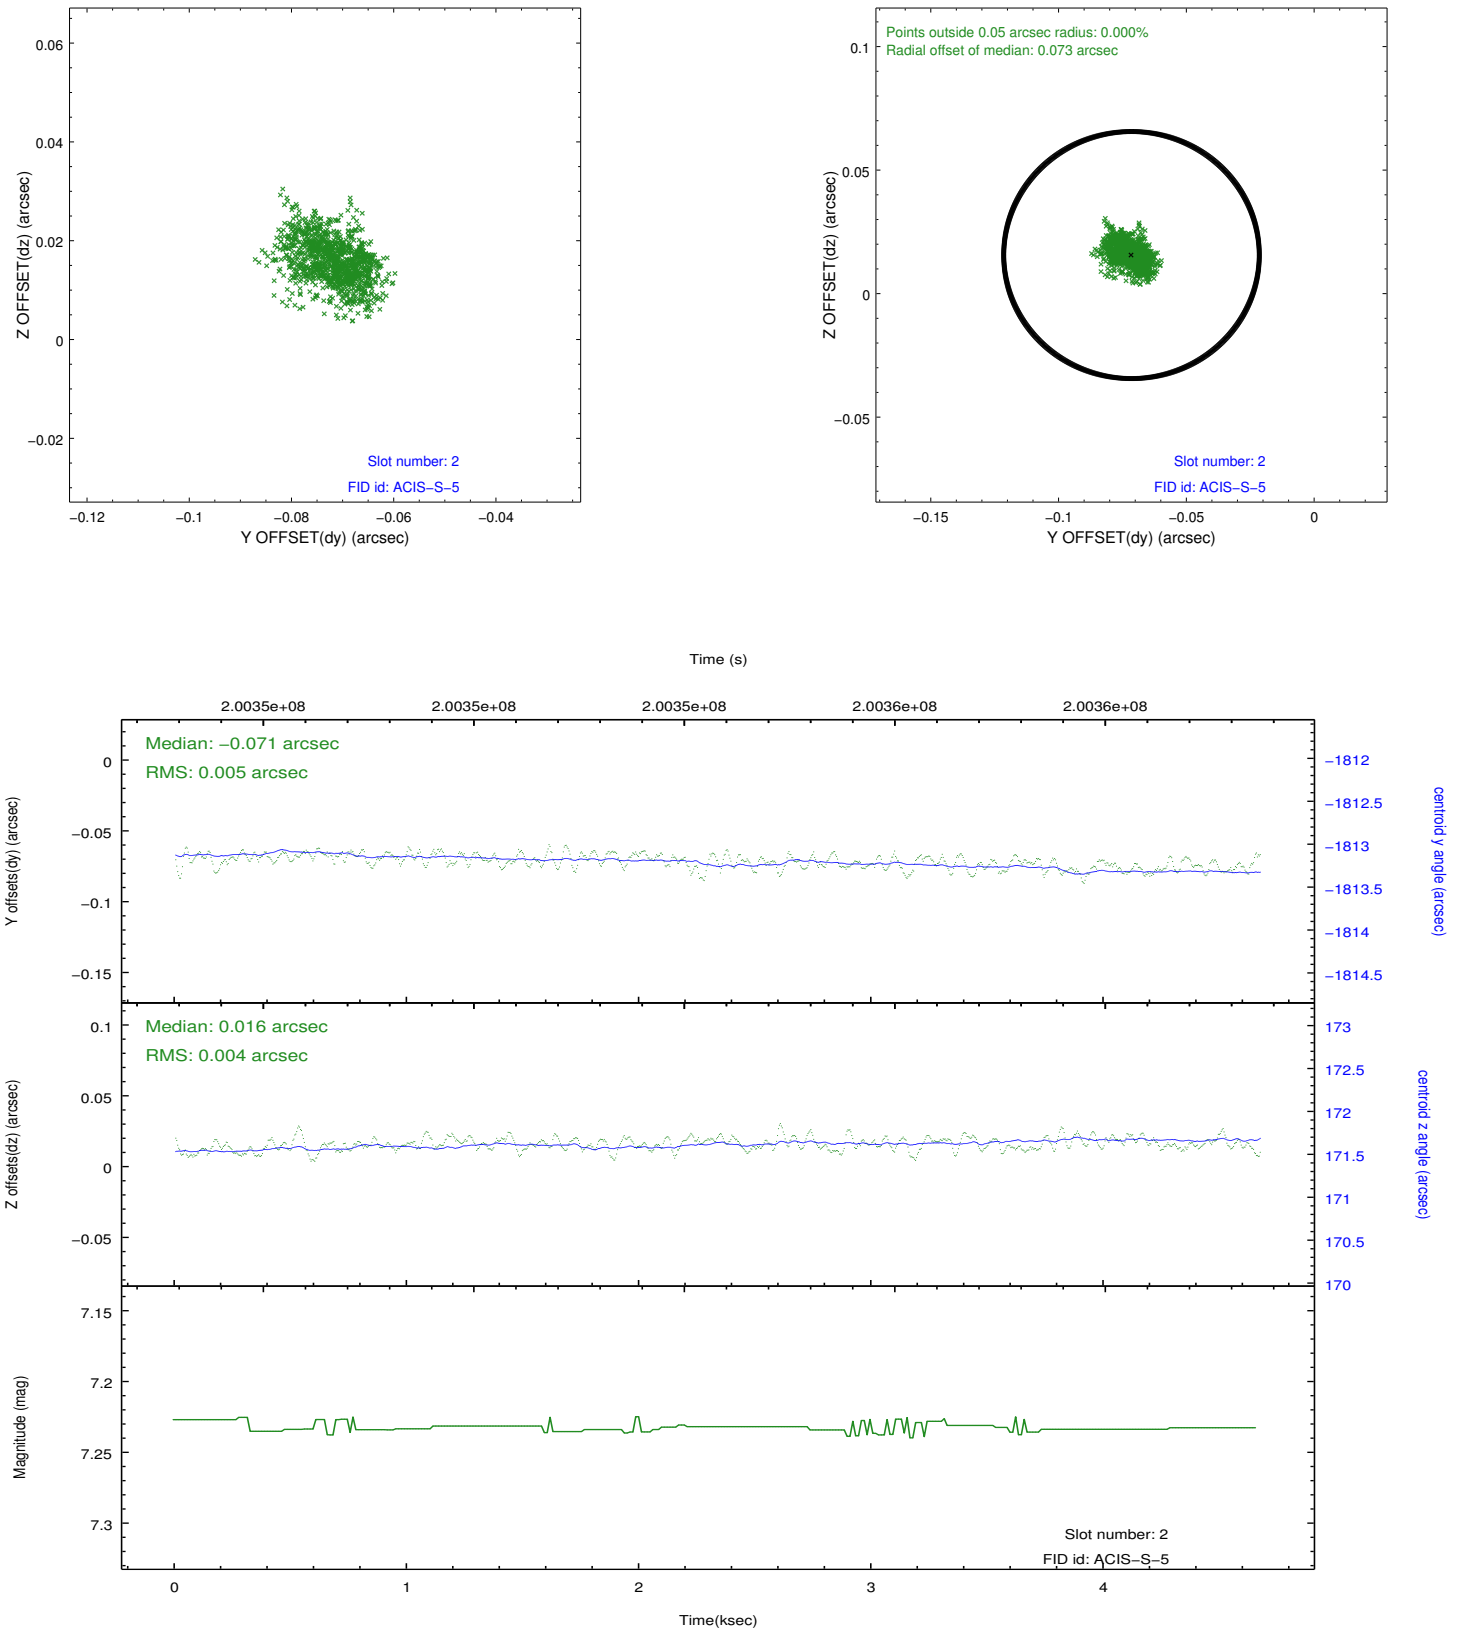 0.06
0.04
0.02
0
−0.02
Z OFFSET(dz) (arcsec)
Slot number: 2
FID id: ACIS−S−5
−0.12 −0.1 −0.08 −0.06 −0.04
Y OFFSET(dy) (arcsec)
Points outside 0.05 arcsec radius: 0.000%
Radial offset of median: 0.073 arcsec
0.1
0.05
0
−0.05
Z OFFSET(dz) (arcsec)
Slot number: 2
FID id: ACIS−S−5
−0.15 −0.1 −0.05 0
Y OFFSET(dy) (arcsec)
Time (s)
2.0035e+08 2.0035e+08 2.0035e+08 2.0036e+08 2.0036e+08
Median: −0.071 arcsec
RMS: 0.005 arcsec
0
−0.05
−0.1
−0.15
Y offsets(dy) (arcsec)
−1812
−1812.5
−1813
−1813.5
−1814
−1814.5
centroid y angle (arcsec)
Median: 0.016 arcsec
RMS: 0.004 arcsec
0.1
0.05
0
−0.05
Z offsets(dz) (arcsec)
173
172.5
172
171.5
171
170.5
170
centroid z angle (arcsec)
7.15
7.2
7.25
7.3
Magnitude (mag)
Slot number: 2
FID id: ACIS−S−5
0 1 2 3 4
Time(ksec)